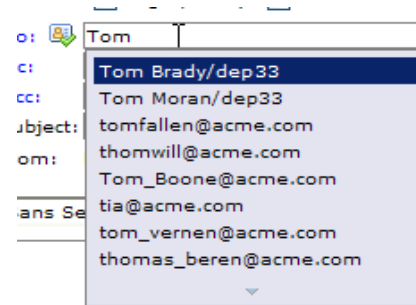 o: Tom
c:
cc:
ubject:
om:
ans Se
Tom Brady/dep33
Tom Moran/dep33
tomfallen@acme.com
thomwill@acme.com
Tom_Boone@acme.com
tia@acme.com
tom_vernen@acme.com
thomas_beren@acme.com